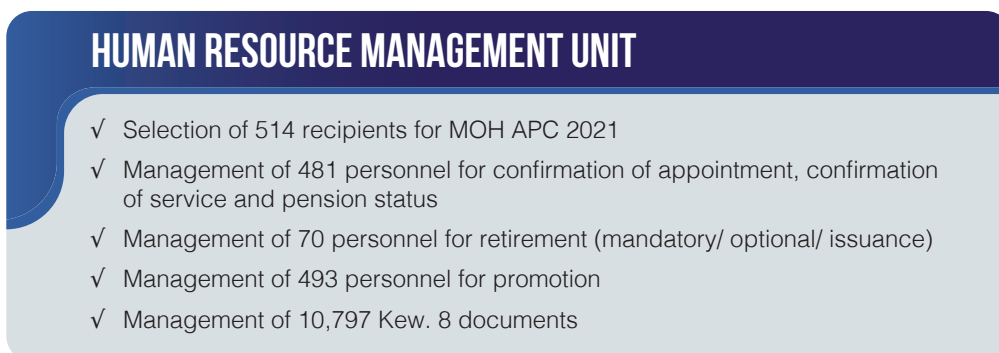 HUMAN RESOURCE MANAGEMENT UNIT
√ Selection of 514 recipients for MOH APC 2021
√ Management of 481 personnel for confirmation of appointment, confirmation
of service and pension status
√ Management of 70 personnel for retirement (mandatory/ optional/ issuance)
√ Management of 493 personnel for promotion
√ Management of 10,797 Kew. 8 documents